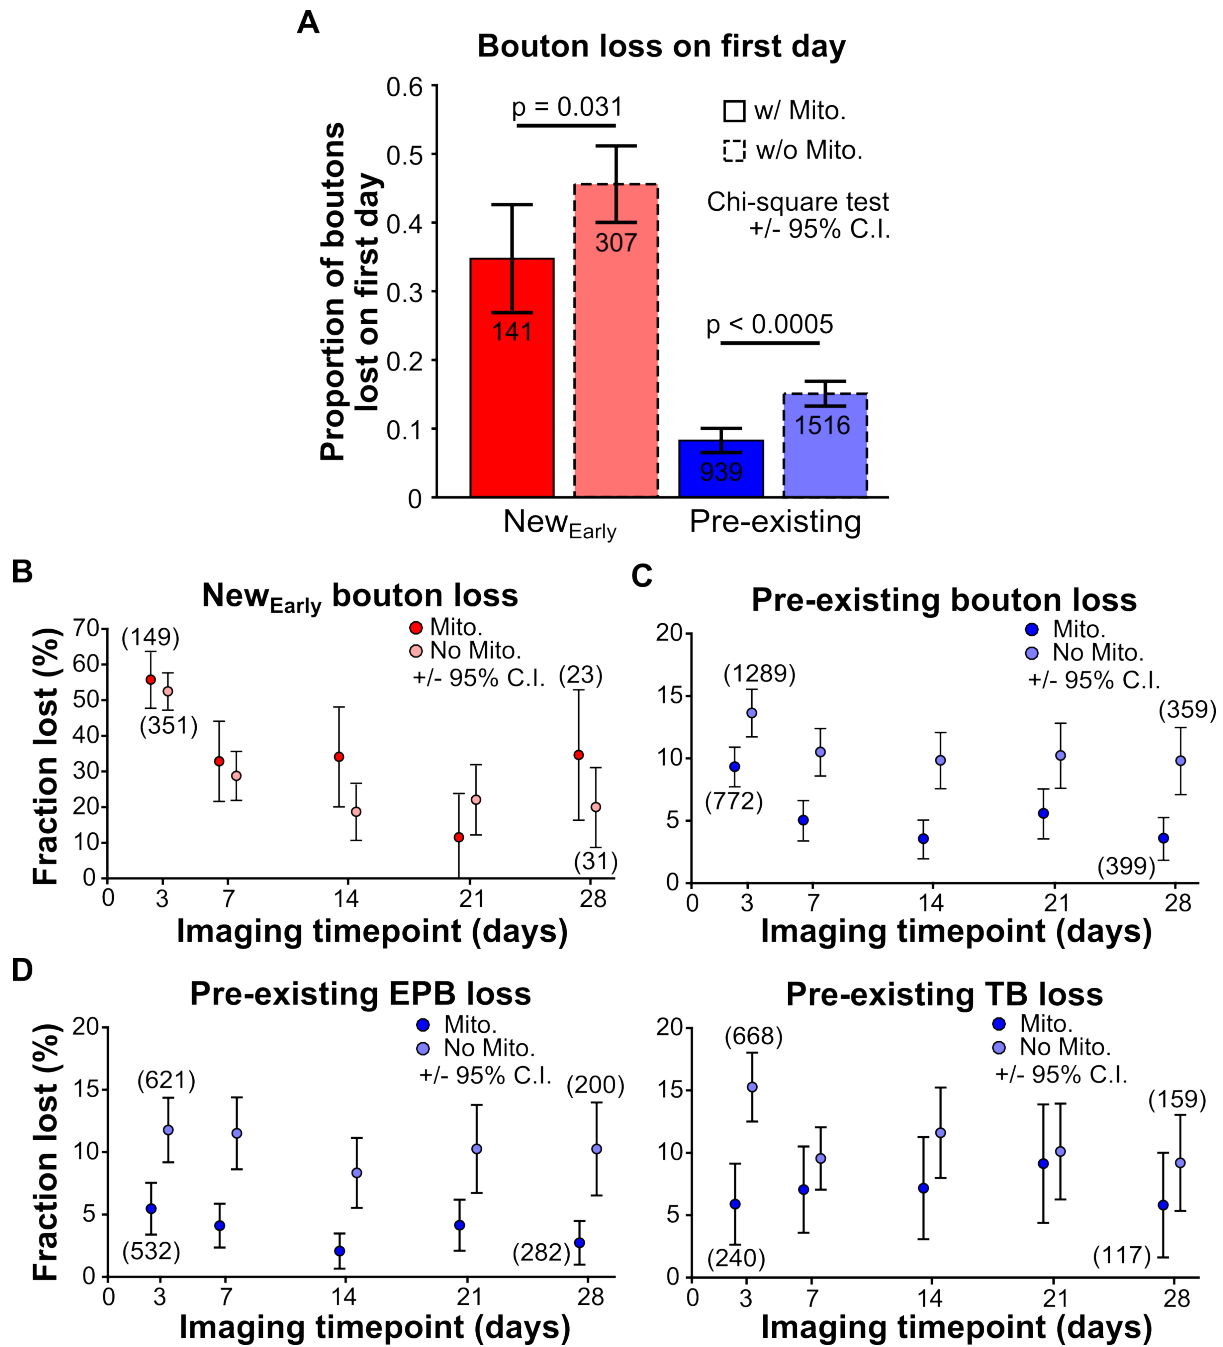 A
Bouton loss on first day
Proportion of boutons
lost on first day
0.6
0.5
0.4
0.3
0.2
0.1
0
p = 0.031
w/ Mito.
w/o Mito.
Chi-square test
+/- 95% C.I.
307
141
p < 0.0005
1516
939
NewEarly
Pre-existing
B
NewEarly bouton loss
Mito.
No Mito.
+/- 95% C.I.
Fraction lost (%)
70
60
50
40
30
20
10
0
(149)
(351)
(23)
(31)
0
3
7
14
21
28
Imaging timepoint (days)
C
Pre-existing bouton loss
Mito.
No Mito.
+/- 95% C.I.
20
15
10
5
0
(1289)
(772)
(359)
(399)
0
3
7
14
21
28
Imaging timepoint (days)
D
Pre-existing EPB loss
Mito.
No Mito.
+/- 95% C.I.
Fraction lost (%)
20
15
10
5
0
(621)
(532)
(200)
(282)
0
3
7
14
21
28
Imaging timepoint (days)
Pre-existing TB loss
Mito.
No Mito.
+/- 95% C.I.
20
15
10
5
0
(668)
(240)
(159)
(117)
0
3
7
14
21
28
Imaging timepoint (days)